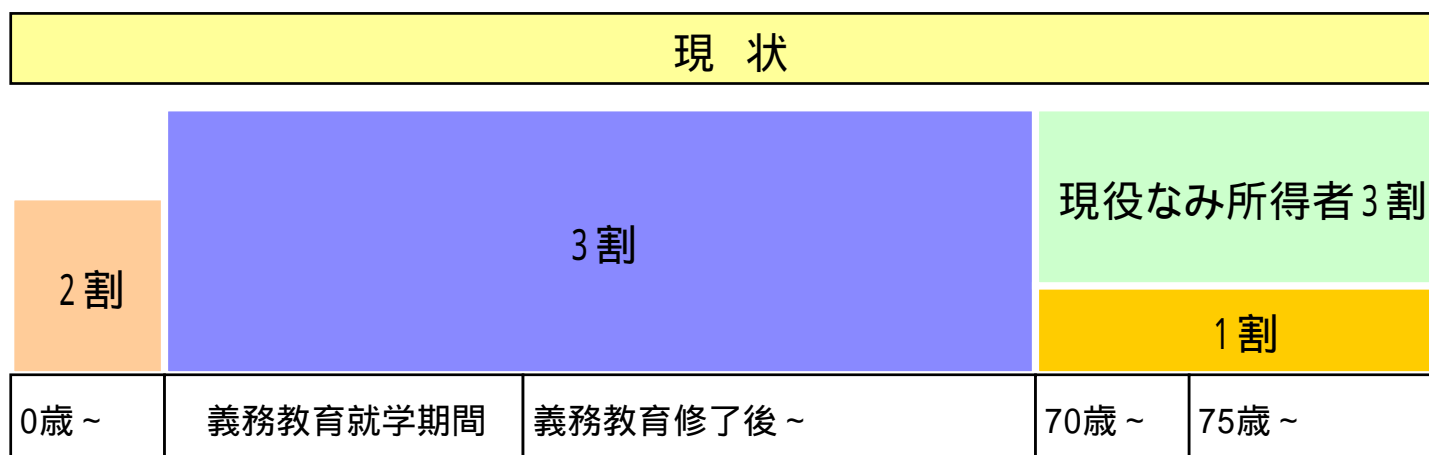 現 状
現役なみ所得者3割
3割
2割
1割
0歳~
義務教育就学期間
義務教育修了後~
70歳~
75歳~